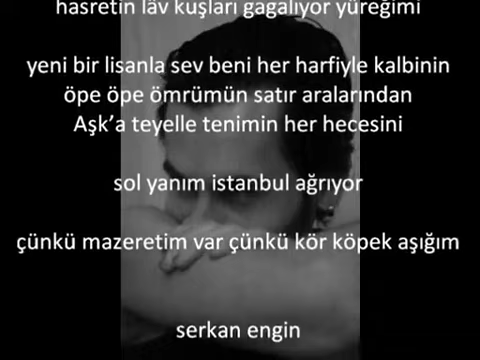 hasretin lâv kuşları gagalıyor yüreğimi
yeni bir lisanla sev beni her harfiyle kalbinin
öpe öpe ömrümün satır aralarından
Aşk’a teyelle tenimin her hecesini
sol yanım istanbul ağrıyor
çünkü mazeretim var çünkü kör köpek aşığım
serkan engin